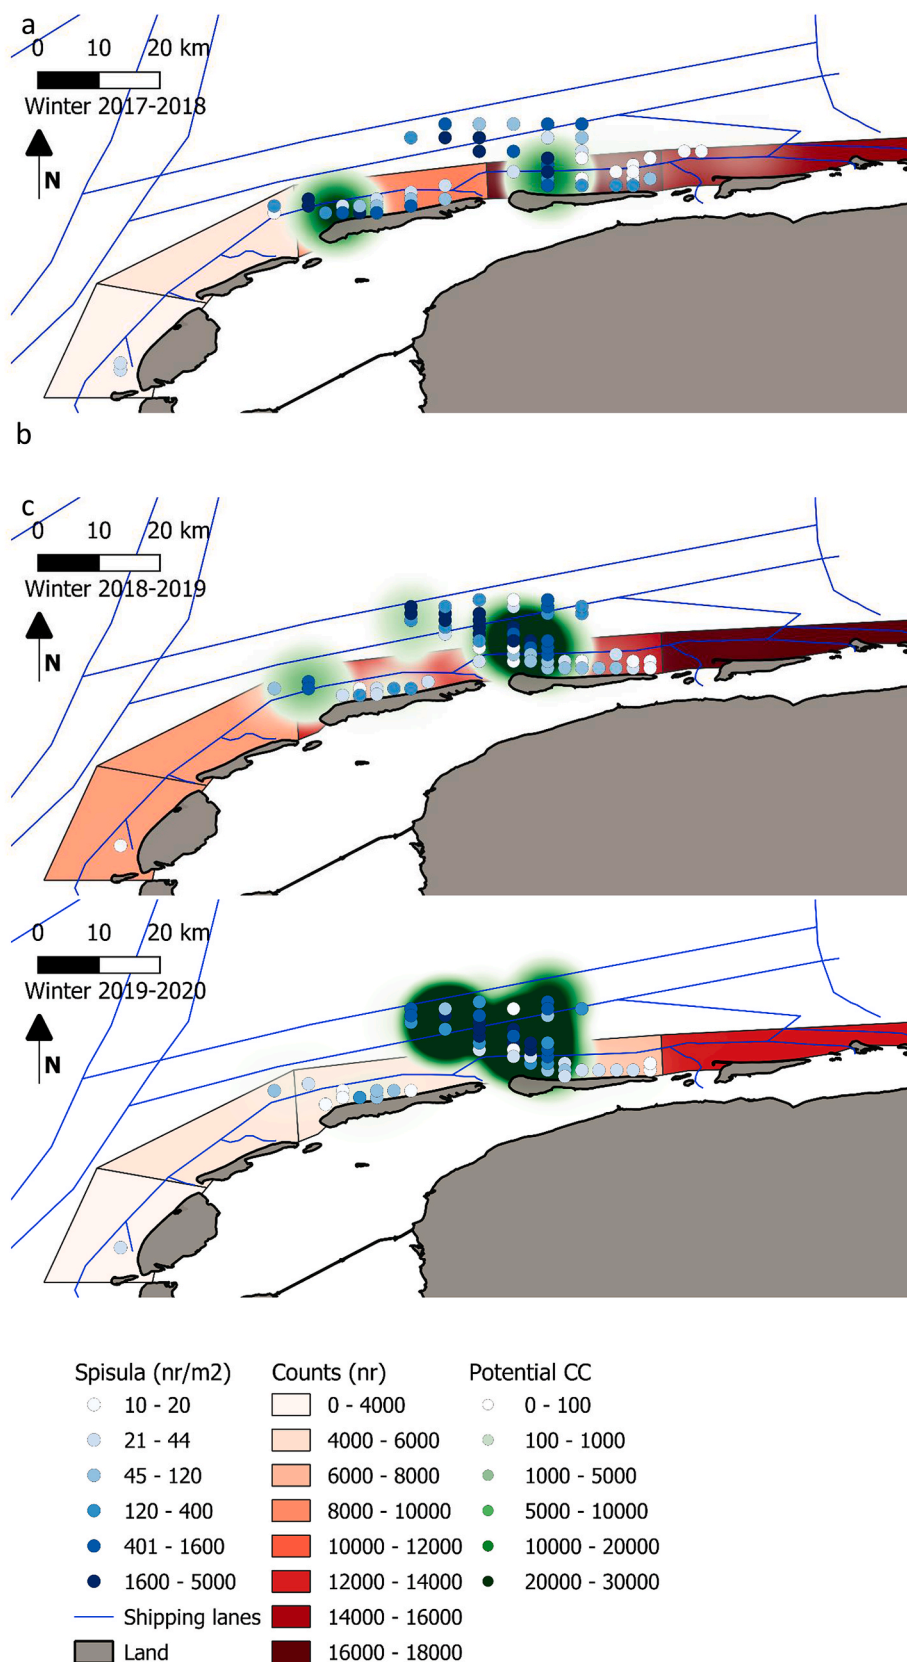 a
0 10 20 km
Winter 2017-2018
N
b
c
0 10 20 km
Winter 2018-2019
N
0 10 20 km
Winter 2019-2020
N
Spisula (nr/m2) Counts (nr) Potential CC
10 - 20 0 - 4000 0 - 100
21 - 44 4000 - 6000 100 - 1000
45 - 120 6000 - 8000 1000 - 5000
120 - 400 8000 - 10000 5000 - 10000
401 - 1600 10000 - 12000 10000 - 20000
1600 - 5000 12000 - 14000 20000 - 30000
Shipping lanes 14000 - 16000
Land 16000 - 18000